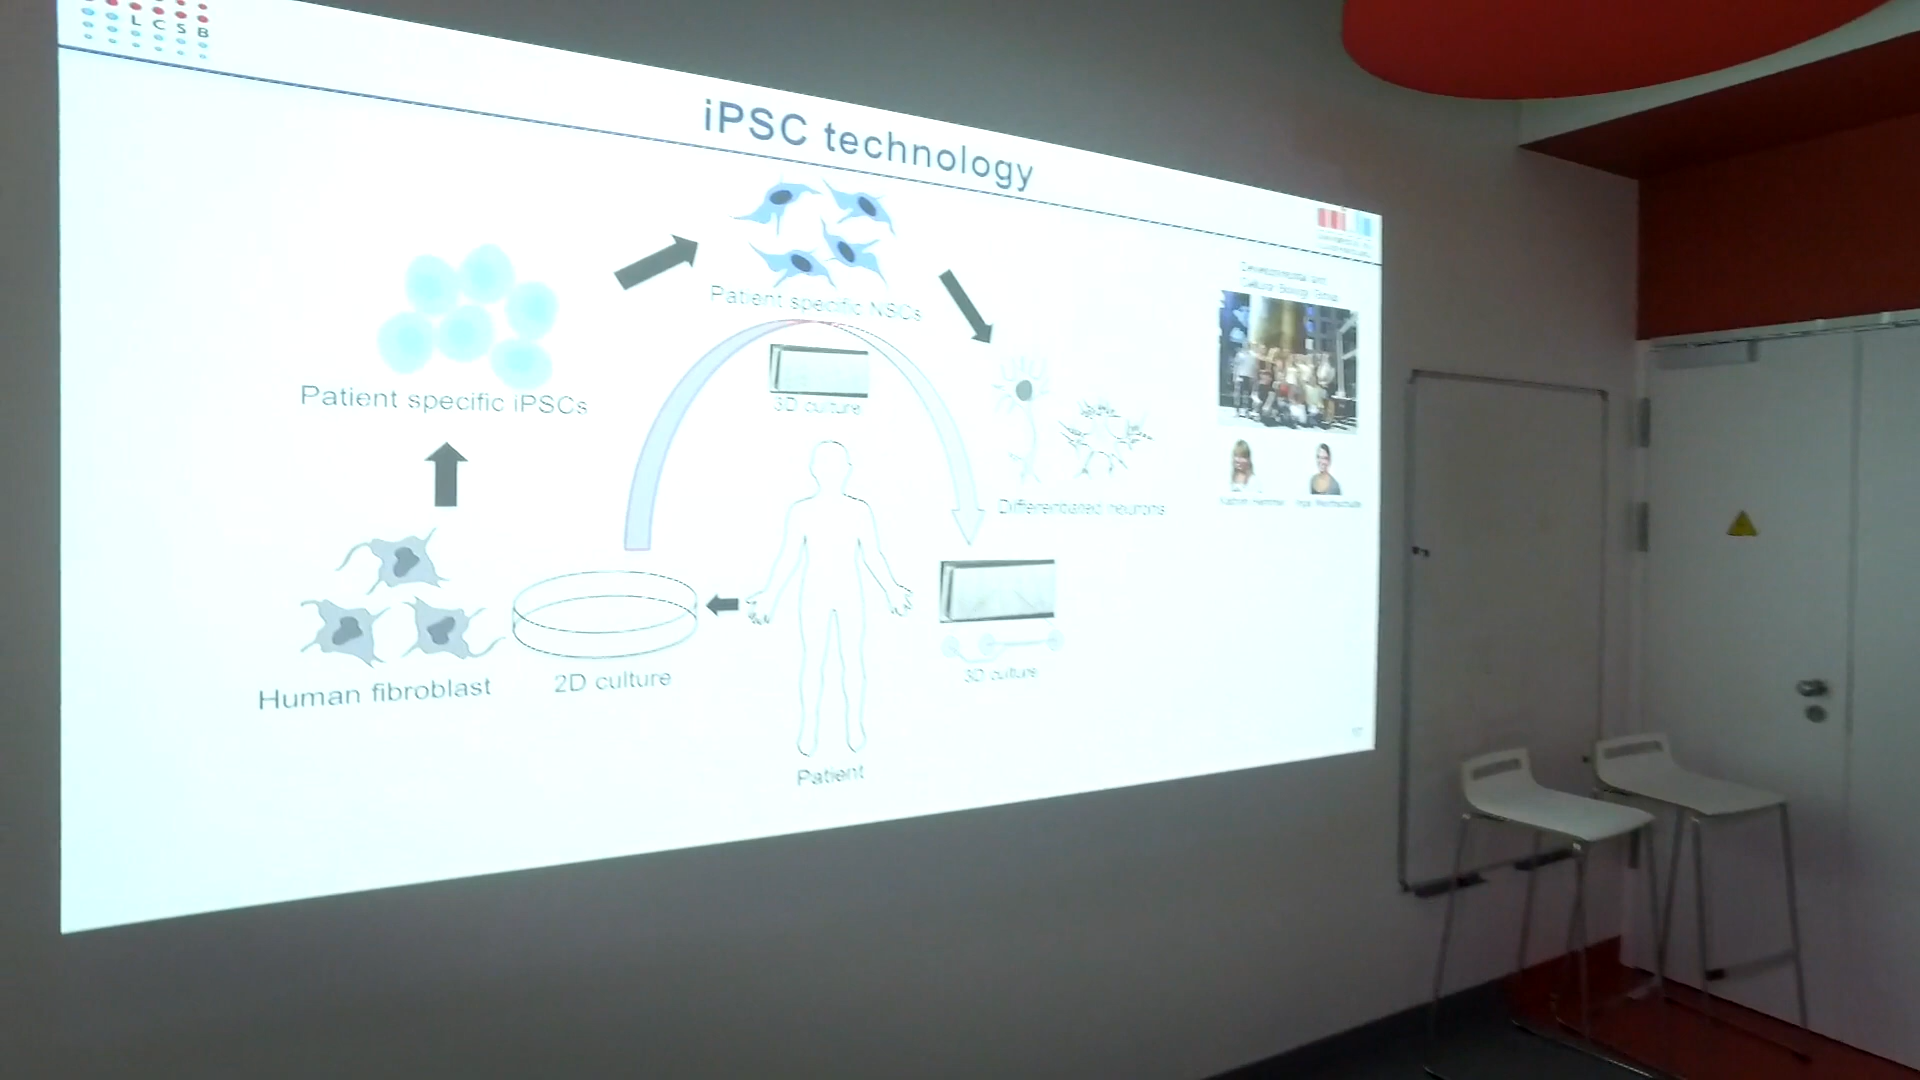 LCSB
iPSC technology
Patient specific NSCs
Patient specific iPSCs
3D culture
Differentiated neurons
Human fibroblast
2D culture
3D culture
Patient